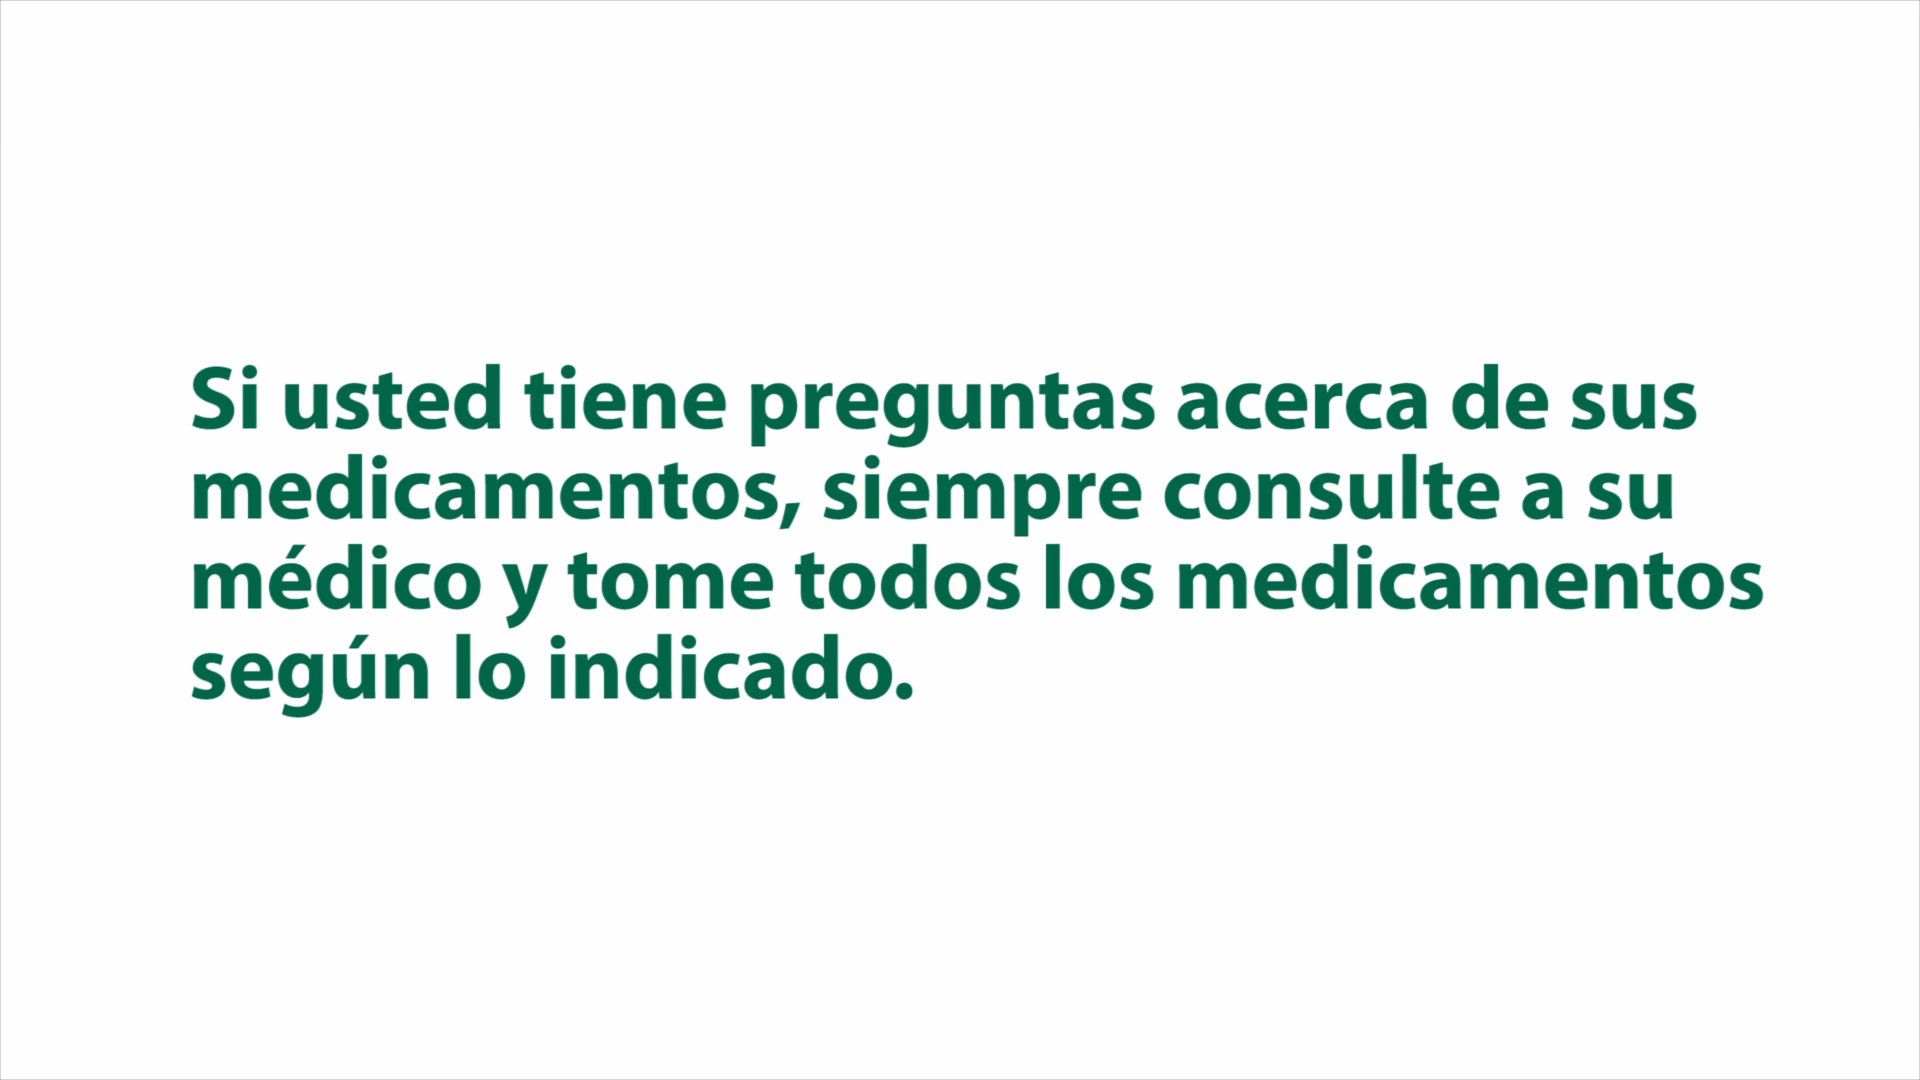 Si usted tiene preguntas acerca de sus
medicamentos, siempre consulte a su
médico y tome todos los medicamentos
según lo indicado.